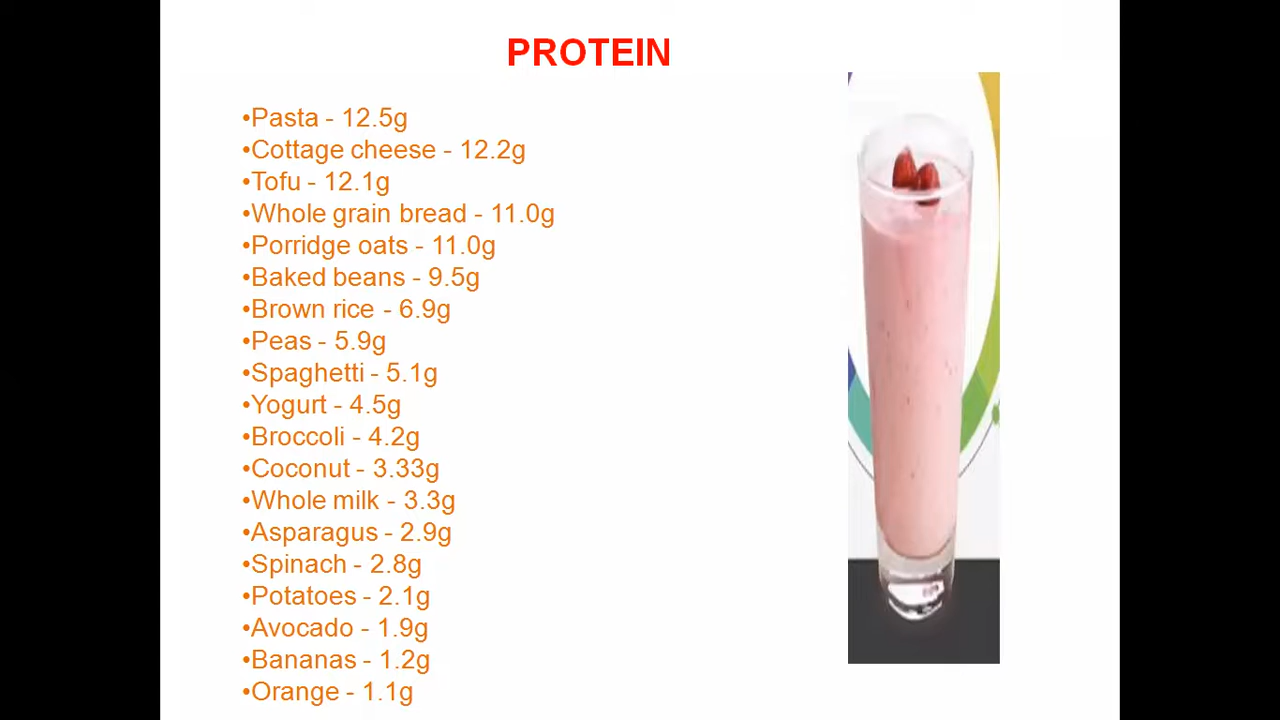 PROTEIN
•Pasta - 12.5g
•Cottage cheese - 12.2g
•Tofu - 12.1g
•Whole grain bread - 11.0g
•Porridge oats - 11.0g
•Baked beans - 9.5g
•Brown rice - 6.9g
•Peas - 5.9g
•Spaghetti - 5.1g
•Yogurt - 4.5g
•Broccoli - 4.2g
•Coconut - 3.33g
•Whole milk - 3.3g
•Asparagus - 2.9g
•Spinach - 2.8g
•Potatoes - 2.1g
•Avocado - 1.9g
•Bananas - 1.2g
•Orange - 1.1g